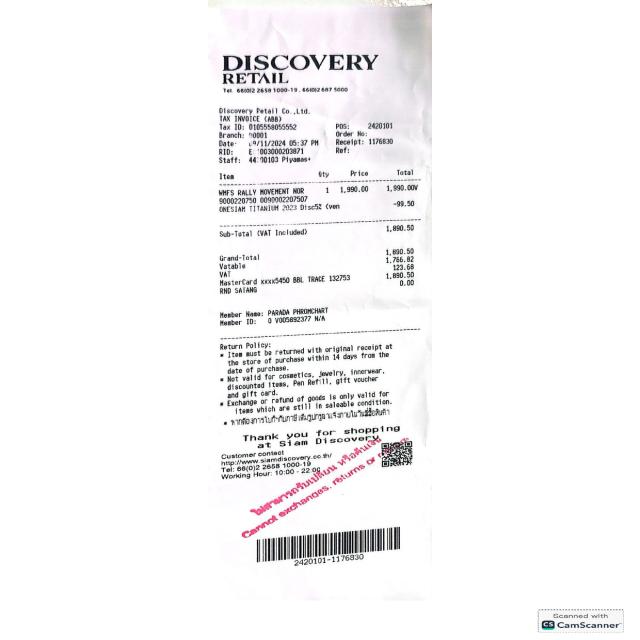 DISCOVERY
RETAIL
Tel. 66(0)2 2658 1000-19 , 66(0)2 687 5000
Discovery Retail Co.,Ltd.
TAX INVOICE (ABB)
Tax ID: 0105558055552 POS: 2420101
Branch: 00001 Order No:
Date: 09/11/2024 05:37 PM Receipt: 1176830
RID: Ref:
Staff: Piyamas+
Item Qty Price Total
WMFS RALLY MOVEMENT NOR 1 1,990.00 1,990.00V
9000220750 0090002207507
ONESIAM TITANIUM 2023 Disc5% (ven -99.50
Sub-Total (VAT Included) 1,890.50
Grand-Total 1,890.50
Vatable 1,766.82
VAT 123.68
MasterCard xxxx5450 BBL TRACE 132753 1,890.50
RND SATANG 0.00
Member Name: PARADA PHROMCHART
Member ID: 0 V005892377 N/A
Return Policy:
* Item must be returned with original receipt at
the store of purchase within 14 days from the
date of purchase.
* Not valid for cosmetics, jewelry, innerwear,
discounted items, Pen Refill, gift voucher
and gift card.
* Exchange or refund of goods is only valid for
items which are still in saleable condition.
* หากต้องการใบกำกับภาษีเต็มรูปกรุณาแจ้งภายในวันที่ซื้อสินค้า
Thank you for shopping
at Siam Discovery
Customer contact
http://www.siamdiscovery.co.th/
Tel: 66(0)2 2658 1000-19
Working Hour: 10:00 - 22:00
ไม่สามารถรับเปลี่ยน หรือคืนเงิน
Cannot exchanges, returns or
2420101-1176830
Scanned with
CS CamScanner